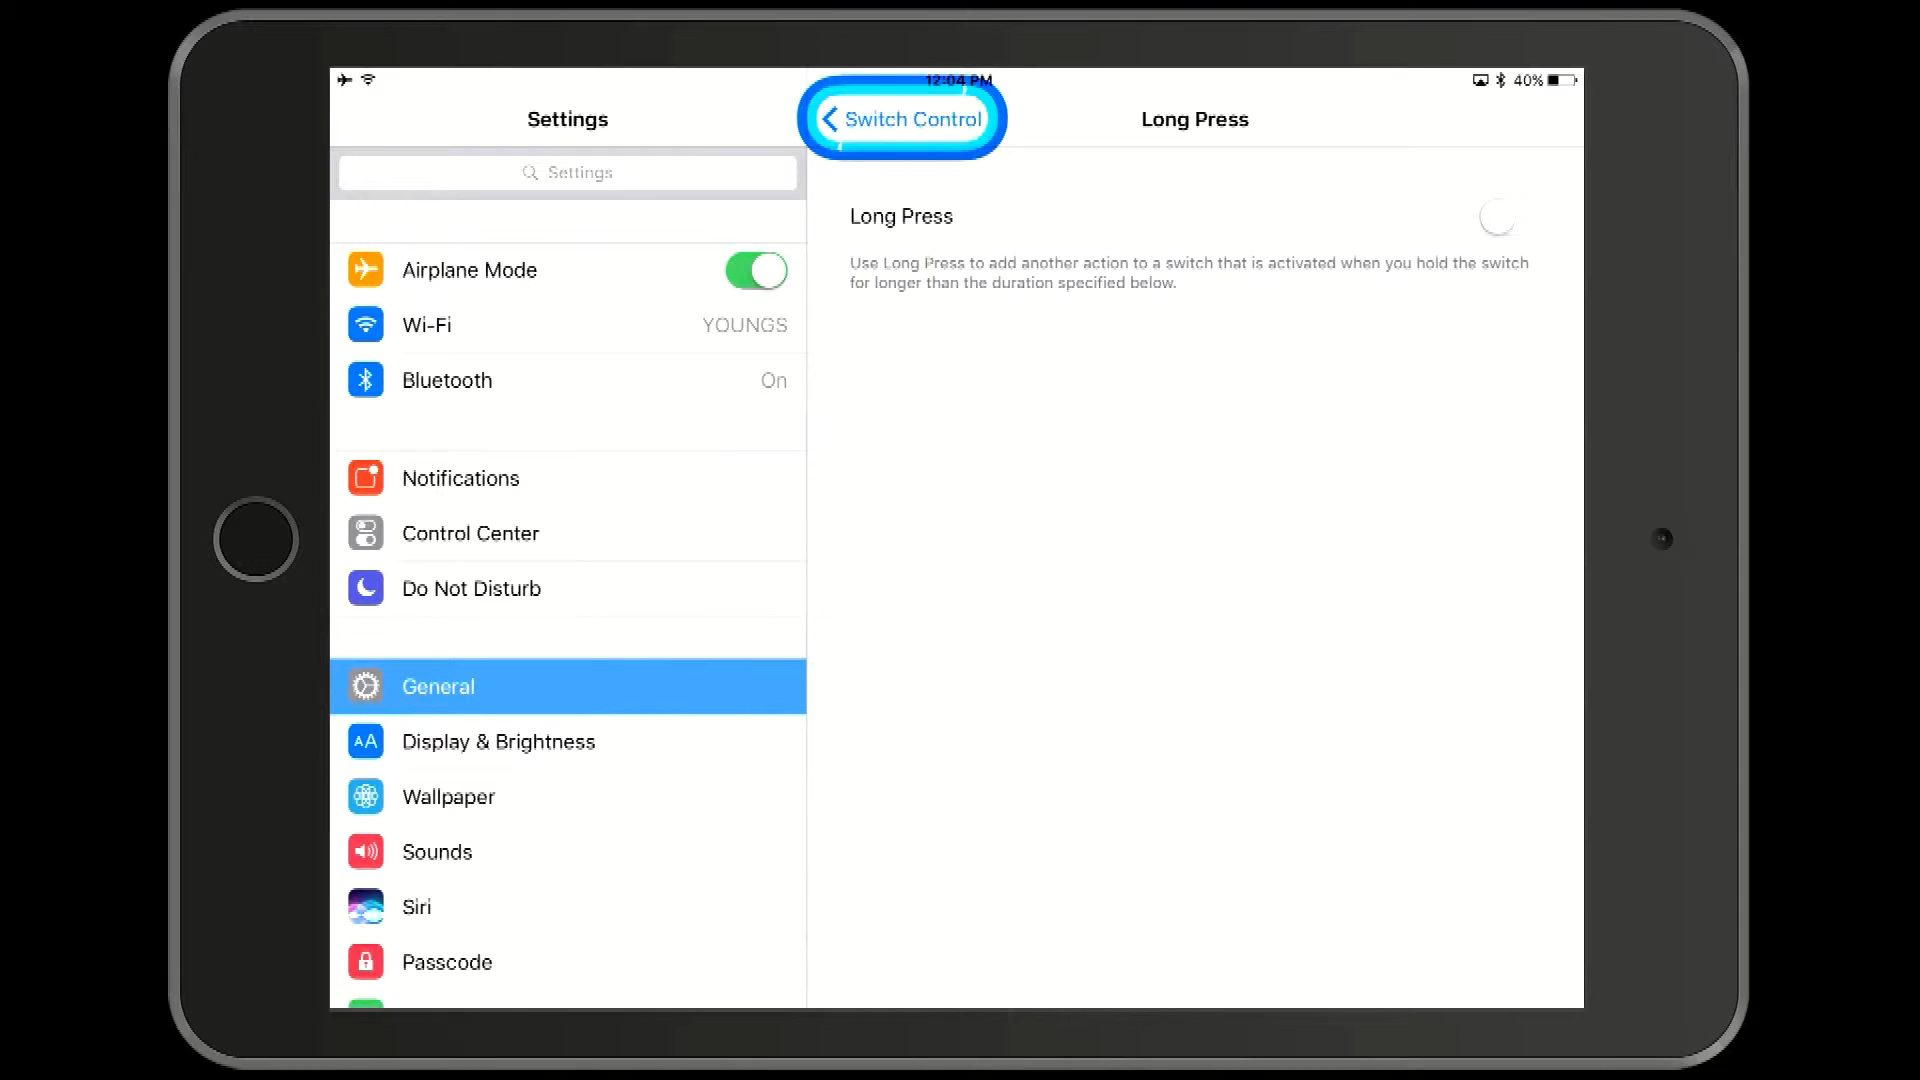 12:04 PM
40%
Settings
Switch Control
Long Press
Settings
Long Press
Use Long Press to add another action to a switch that is activated when you hold the switch
for longer than the duration specified below.
Airplane Mode
Wi-Fi YOUNGS
Bluetooth On
Notifications
Control Center
Do Not Disturb
General
AA Display & Brightness
Wallpaper
Sounds
Siri
Passcode